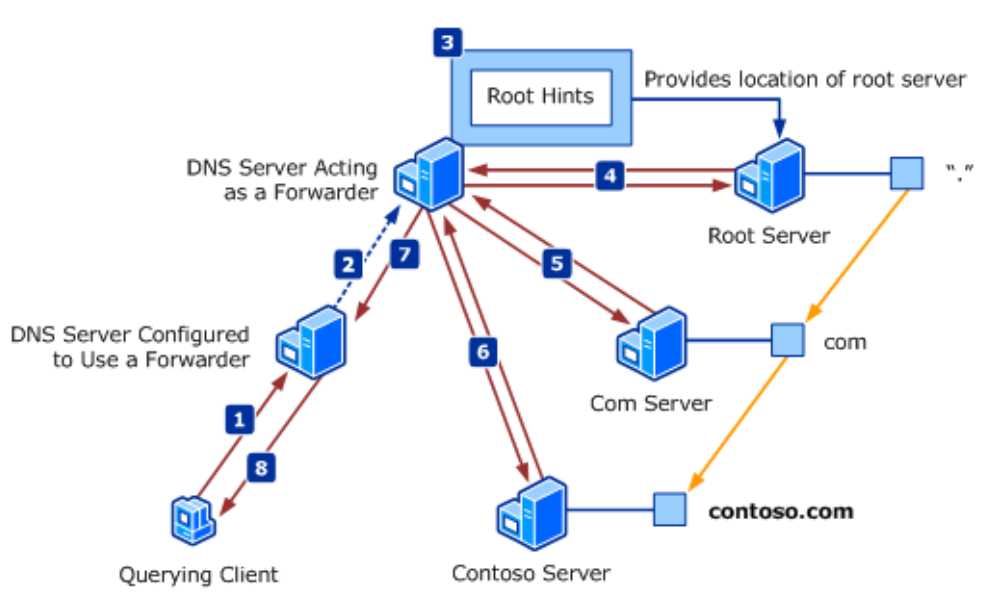 3
Root Hints
Provides location of root server
DNS Server Acting
as a Forwarder
4
“.”
Root Server
2
7
5
DNS Server Configured
to Use a Forwarder
6
com
Com Server
1
8
contoso.com
Querying Client
Contoso Server